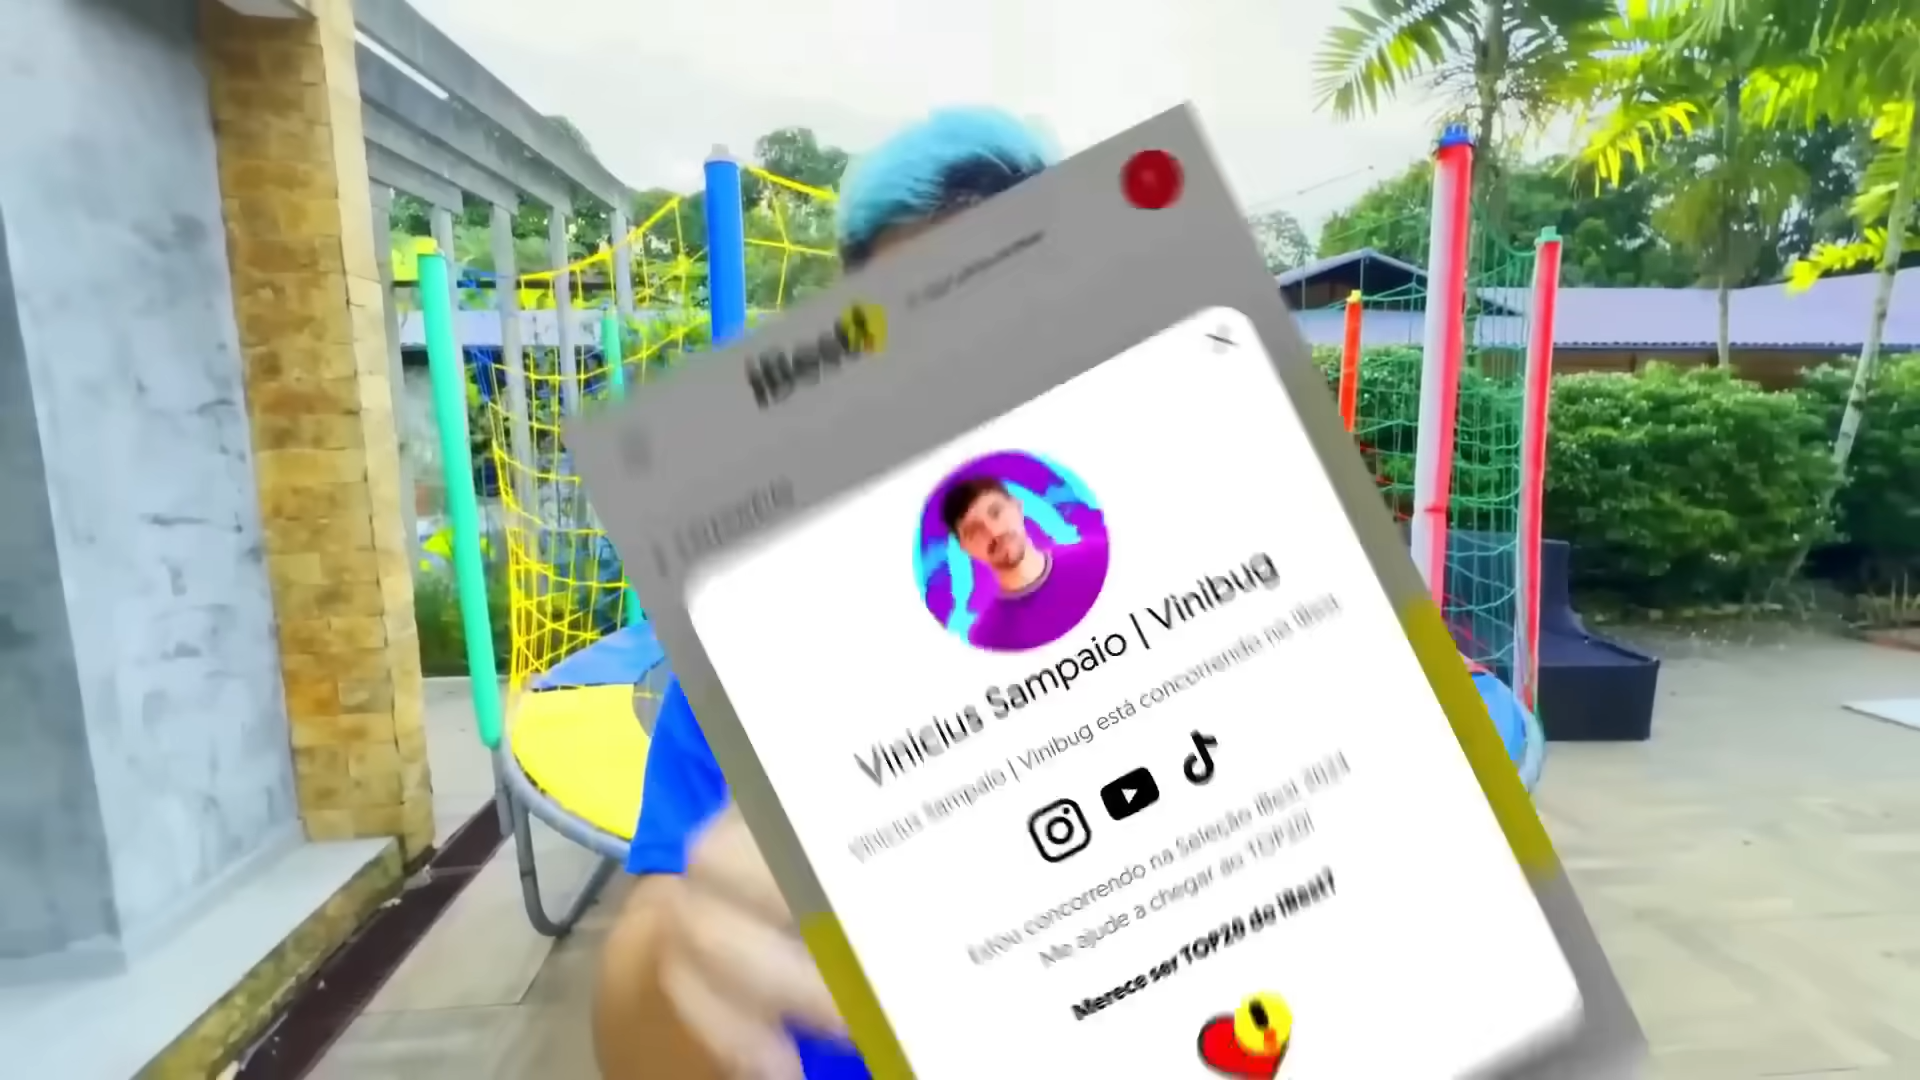 iBest
Vinicius Sampaio | Vinibug
Vinicius Sampaio | Vinibug está concorrendo no iBest
Estou concorrendo na Seleção iBest 2024
Me ajude a chegar ao TOP20!
Merece ser TOP20 do iBest?